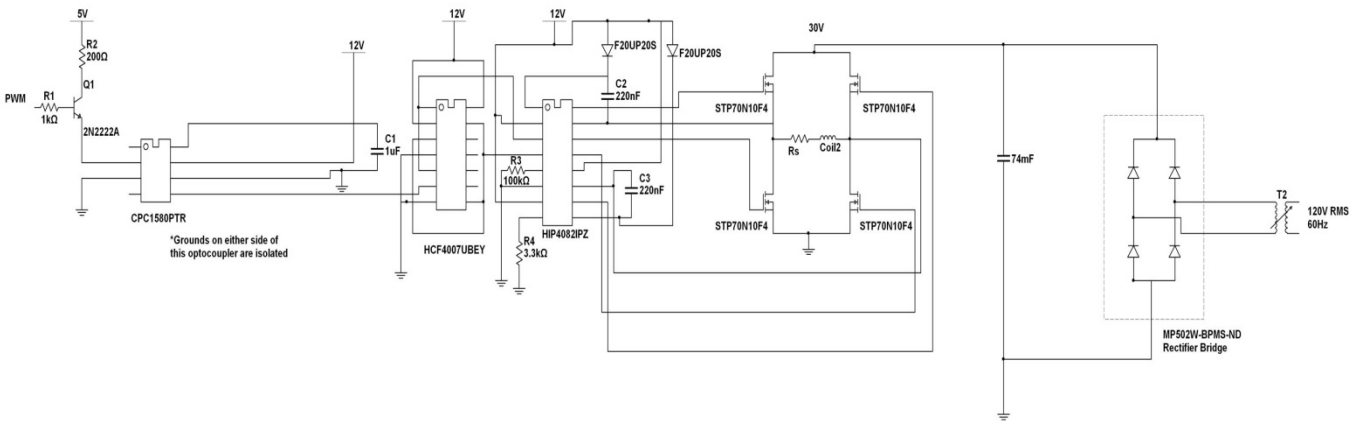 5V
R2
200Ω
Q1
PWM
R1
1kΩ
2N2222A
CPC1580PTR
*Grounds on either side of
this optocoupler are isolated
12V
C1
1uF
12V
HCF4007UBEY
12V
F20UP20S
F20UP20S
C2
220nF
R3
100kΩ
C3
220nF
HIP4082IPZ
R4
3.3kΩ
30V
STP70N10F4
STP70N10F4
Rs
Coil2
STP70N10F4
STP70N10F4
74mF
T2
120V RMS
60Hz
MP502W-BPMS-ND
Rectifier Bridge